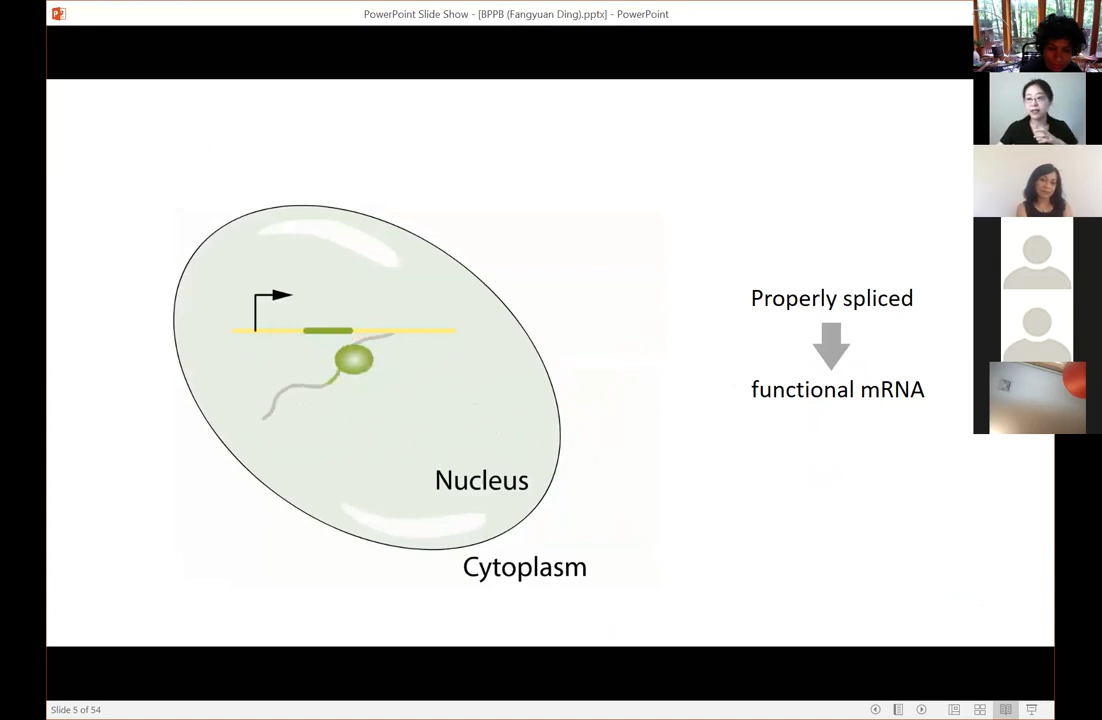 PowerPoint Slide Show - [BPPB (Fangyuan Ding).pptx] - PowerPoint
Properly spliced
functional mRNA
Nucleus
Cytoplasm
Slide 5 of 54